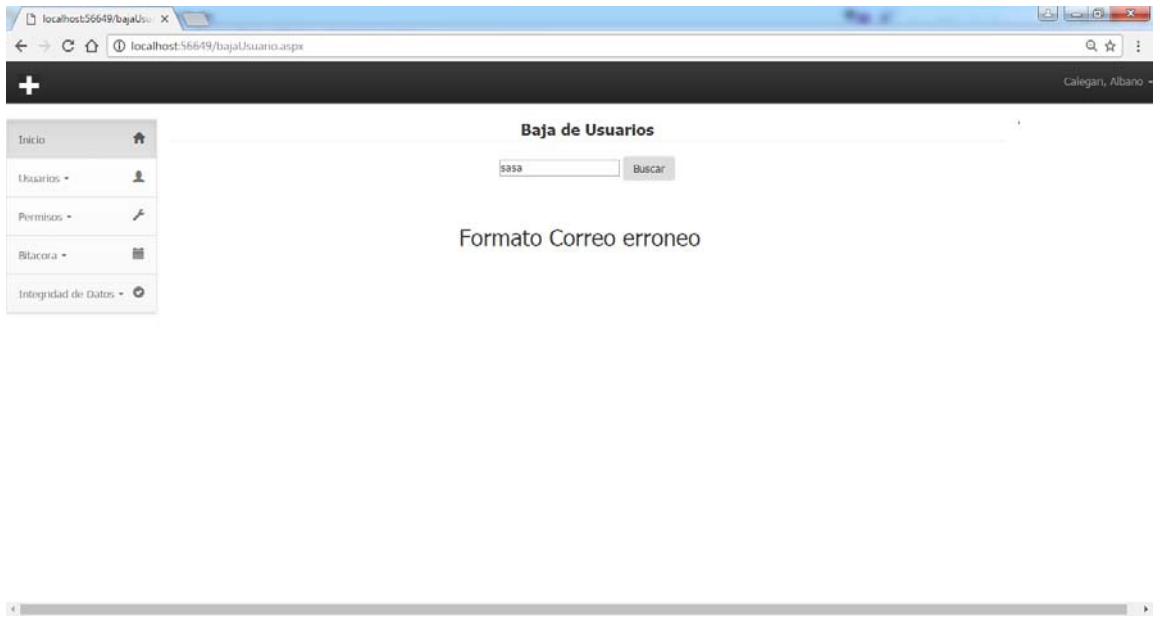 localhost:56649/bajaUsu
localhost:56649/bajaUsuario.aspx
Calegari, Albano
Baja de Usuarios
Inicio
sasa Buscar
Usuarios
Permisos
Formato Correo erroneo
Bitacora
Integridad de Datos